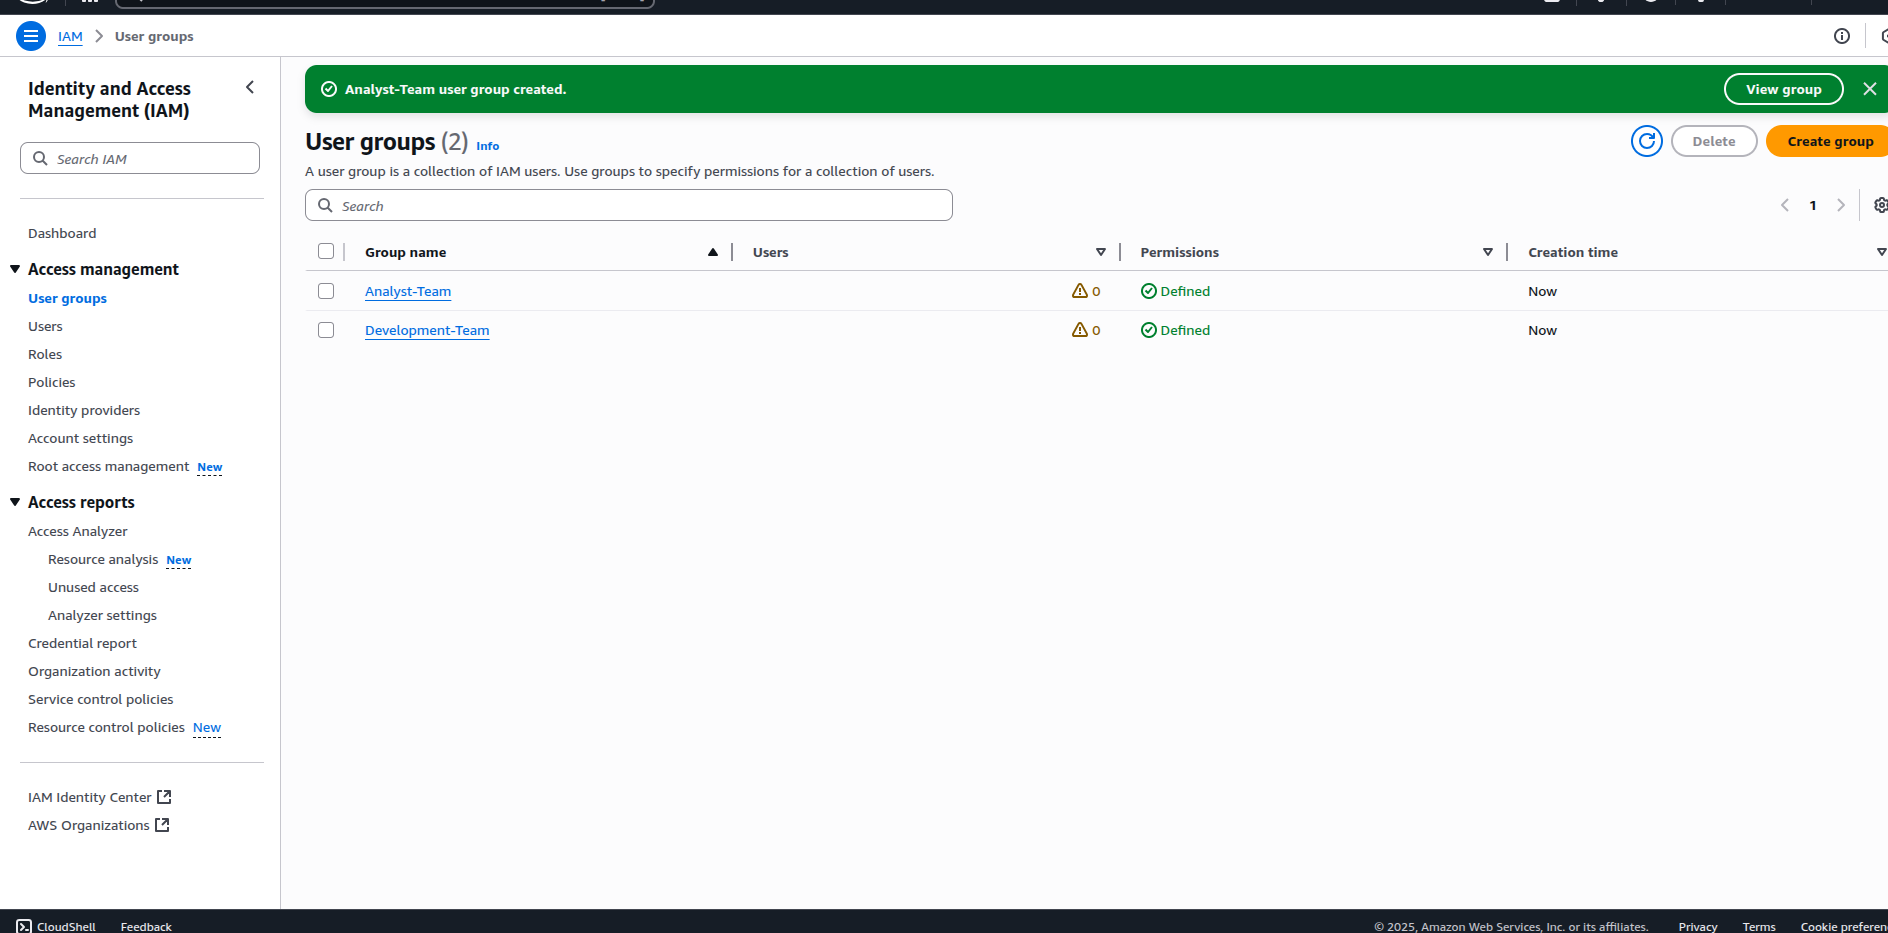 IAM > User groups
Identity and Access
Management (IAM)
Search IAM
Dashboard
Access management
User groups
Users
Roles
Policies
Identity providers
Account settings
Root access management New
Access reports
Access Analyzer
Resource analysis New
Unused access
Analyzer settings
Credential report
Organization activity
Service control policies
Resource control policies New
IAM Identity Center
AWS Organizations
Analyst-Team user group created.
View group
User groups (2) Info
Delete
Create group
A user group is a collection of IAM users. Use groups to specify permissions for a collection of users.
Search
1
Group name Users Permissions Creation time
Analyst-Team 0 Defined Now
Development-Team 0 Defined Now
CloudShell Feedback © 2025, Amazon Web Services, Inc. or its affiliates. Privacy Terms Cookie preferen